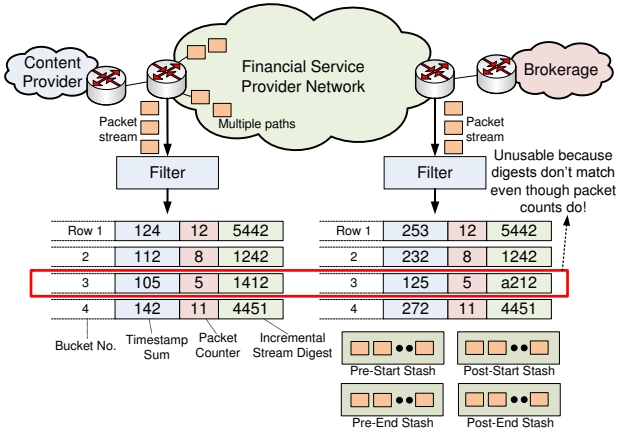 Content
Provider
Financial Service
Provider Network
Brokerage
Packet
stream
Multiple paths
Packet
stream
Filter
Filter
Unusable because
digests don't match
even though packet
counts do!
Row 1 124 12 5442
2 112 8 1242
3 105 5 1412
4 142 11 4451
Row 1 253 12 5442
2 232 8 1242
3 125 5 a212
4 272 11 4451
Bucket No.
Timestamp
Sum
Packet
Counter
Incremental
Stream Digest
Pre-Start Stash
Post-Start Stash
Pre-End Stash
Post-End Stash